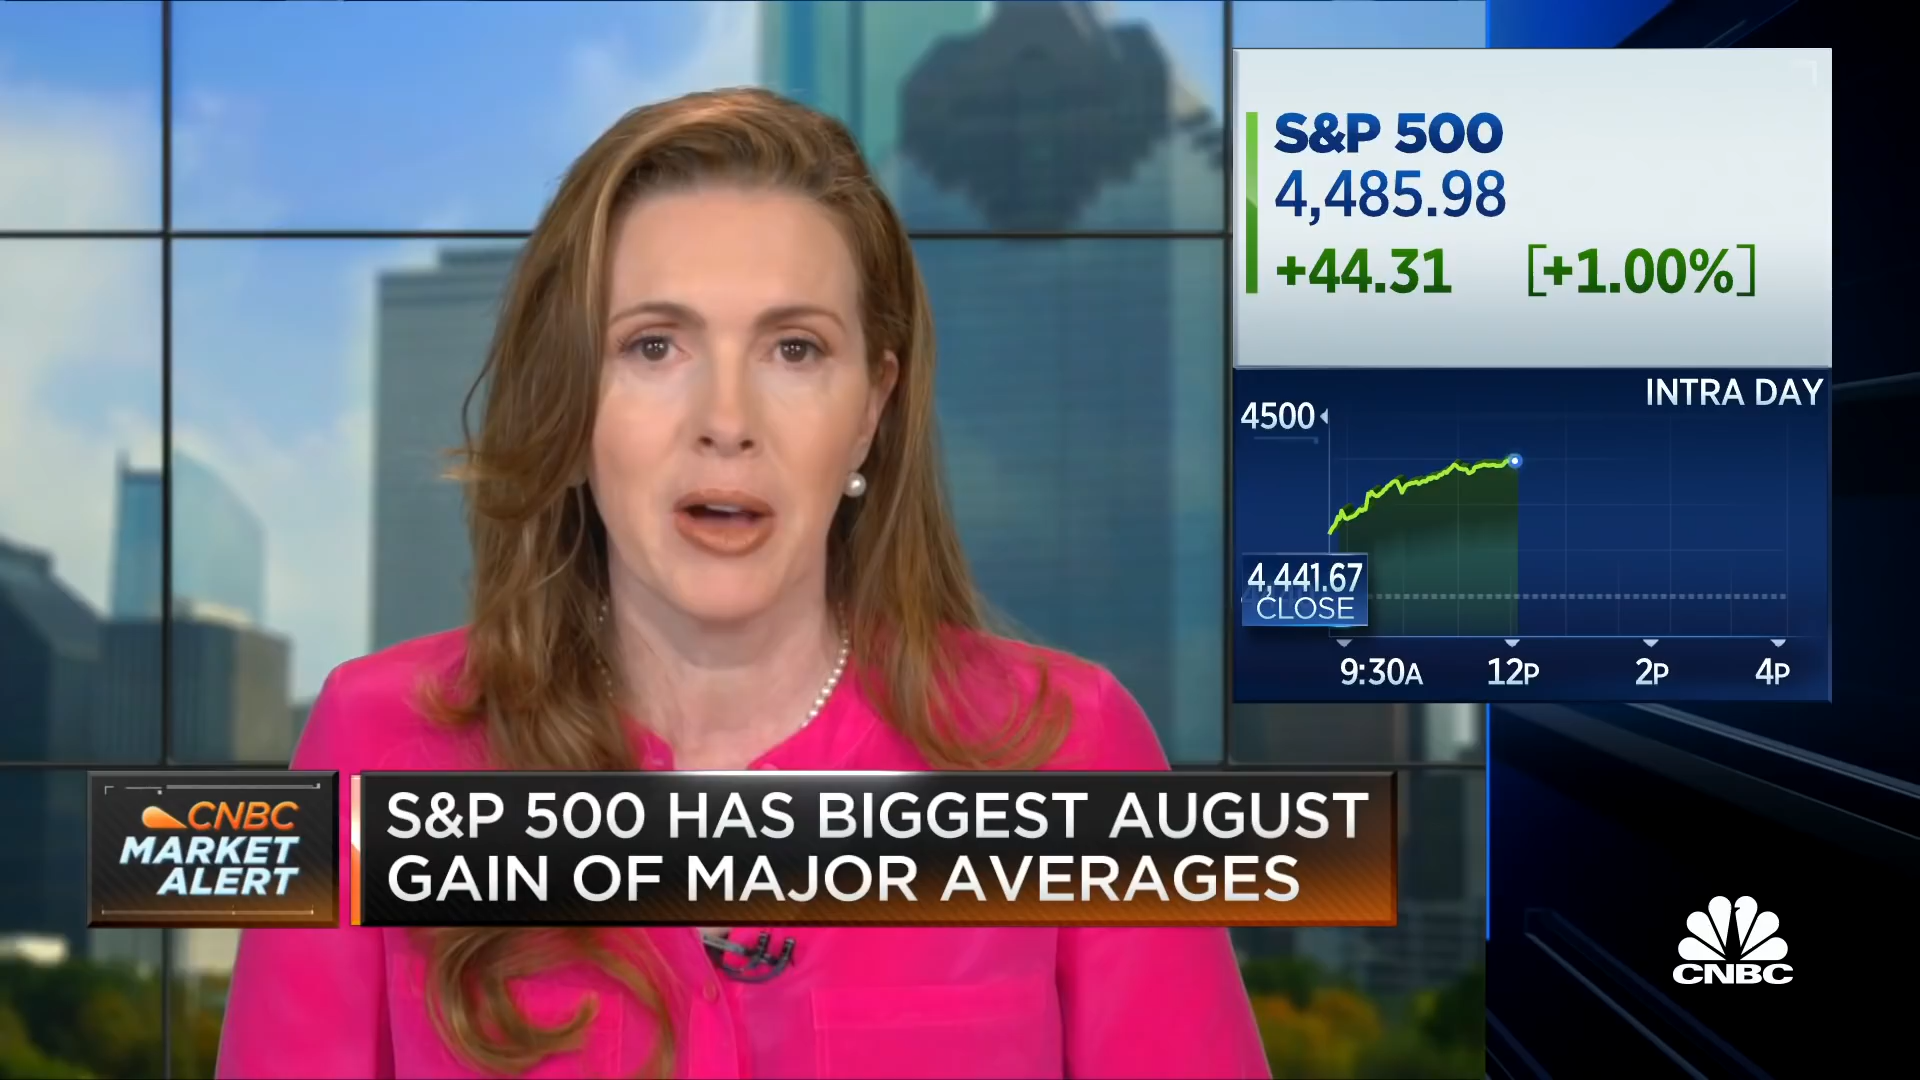 S&P 500
4,485.98
+44.31 [+1.00%]
INTRA DAY
4500
4,441.67
CLOSE
9:30A 12P 2P 4P
CNBC
MARKET
ALERT
S&P 500 HAS BIGGEST AUGUST
GAIN OF MAJOR AVERAGES
CNBC